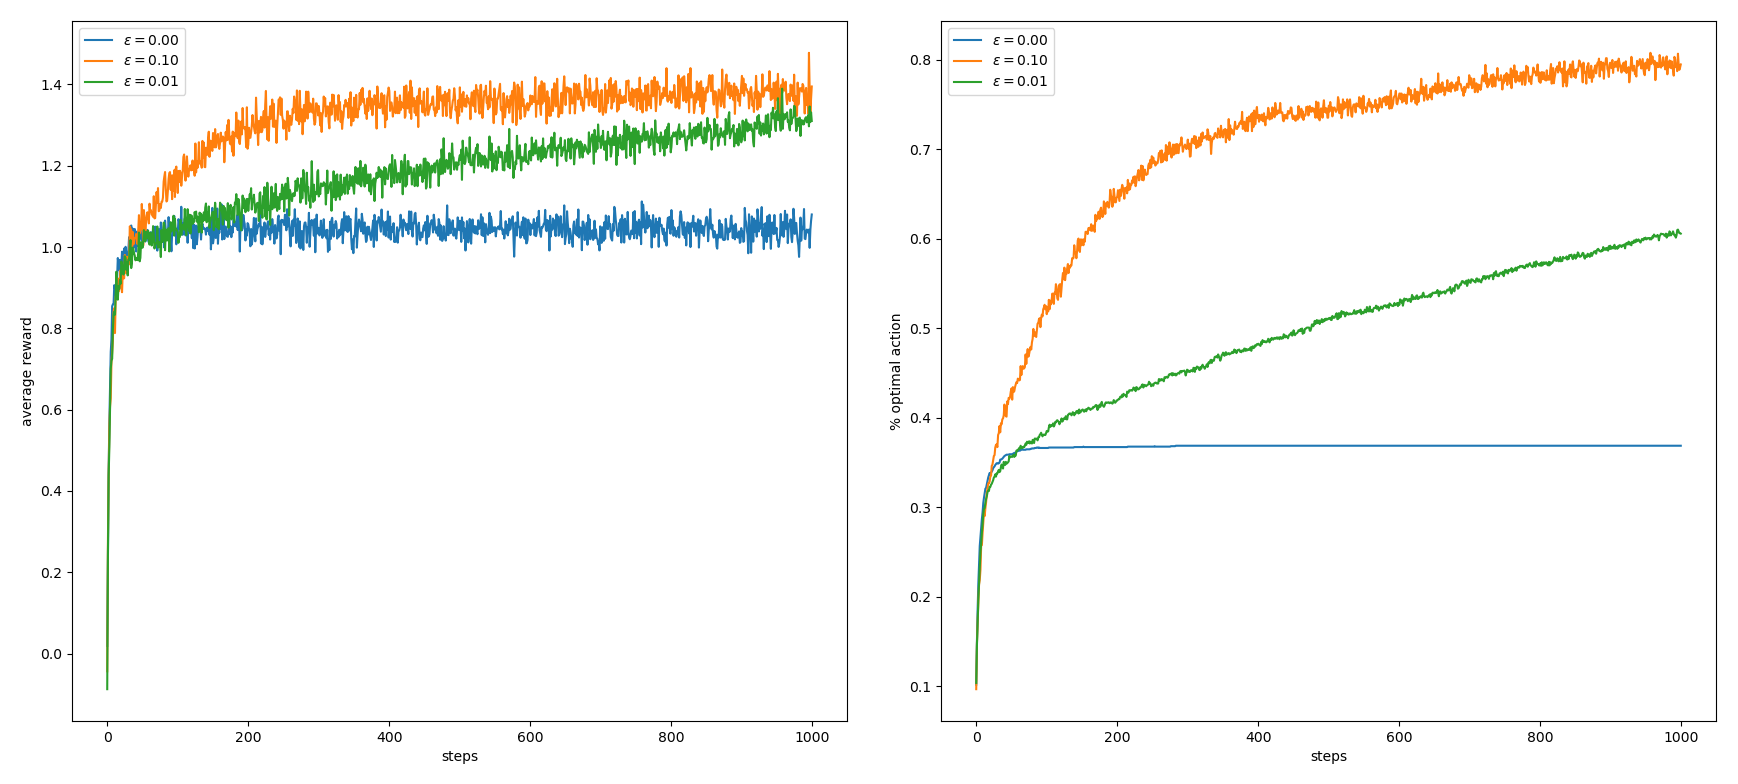 ε = 0.00
ε = 0.10
ε = 0.01
average reward
1.4
1.2
1.0
0.8
0.6
0.4
0.2
0.0
0 200 400 600 800 1000
steps
ε = 0.00
ε = 0.10
ε = 0.01
% optimal action
0.8
0.7
0.6
0.5
0.4
0.3
0.2
0.1
0 200 400 600 800 1000
steps